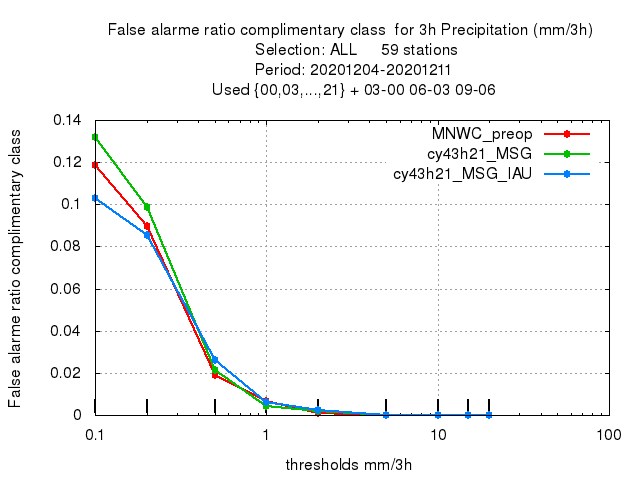 False alarme ratio complimentary class  for 3h Precipitation (mm/3h)
Selection: ALL     59 stations
Period: 20201204-20201211
Used {00,03,...,21} + 03-00 06-03 09-06
MNWC_preop
cy43h21_MSG
cy43h21_MSG_IAU
False alarme ratio complimentary class
0.14
0.12
0.1
0.08
0.06
0.04
0.02
0
0.1 1 10 100
thresholds mm/3h